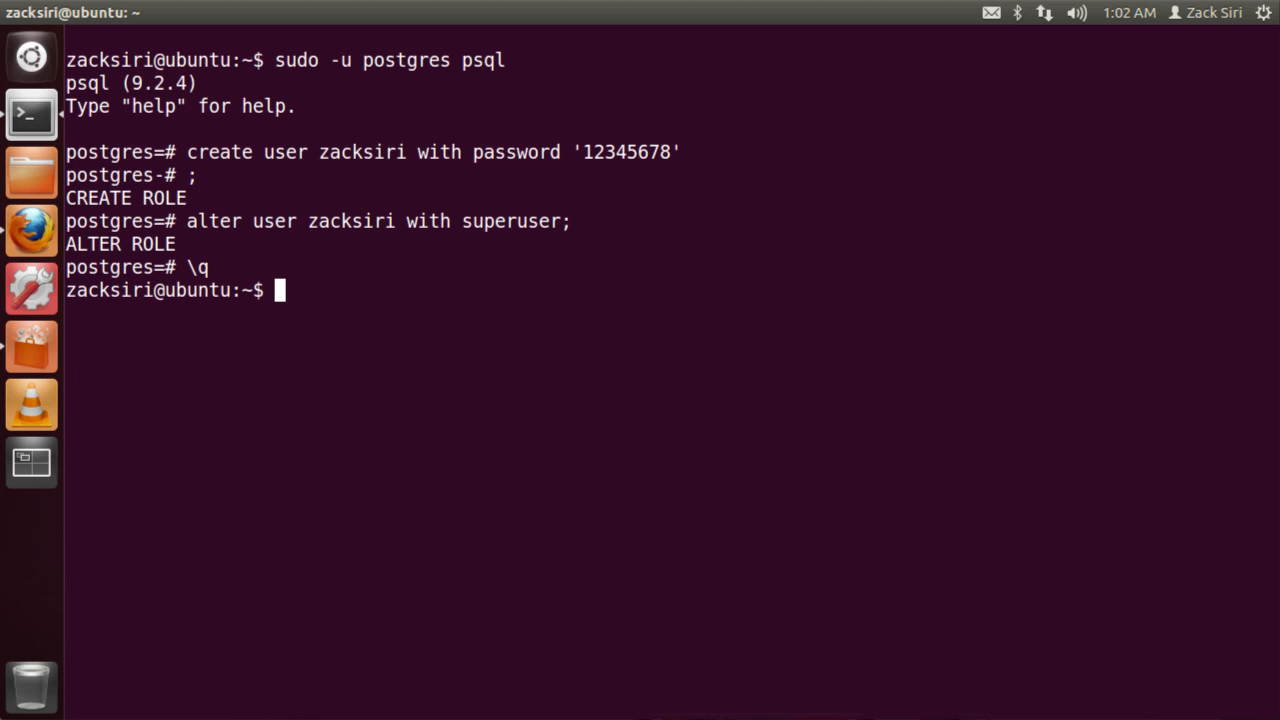 zacksiri@ubuntu: ~
1:02 AM
Zack Siri
zacksiri@ubuntu:~$ sudo -u postgres psql
psql (9.2.4)
Type "help" for help.
postgres=# create user zacksiri with password '12345678'
postgres-# ;
CREATE ROLE
postgres=# alter user zacksiri with superuser;
ALTER ROLE
postgres=# \q
zacksiri@ubuntu:~$